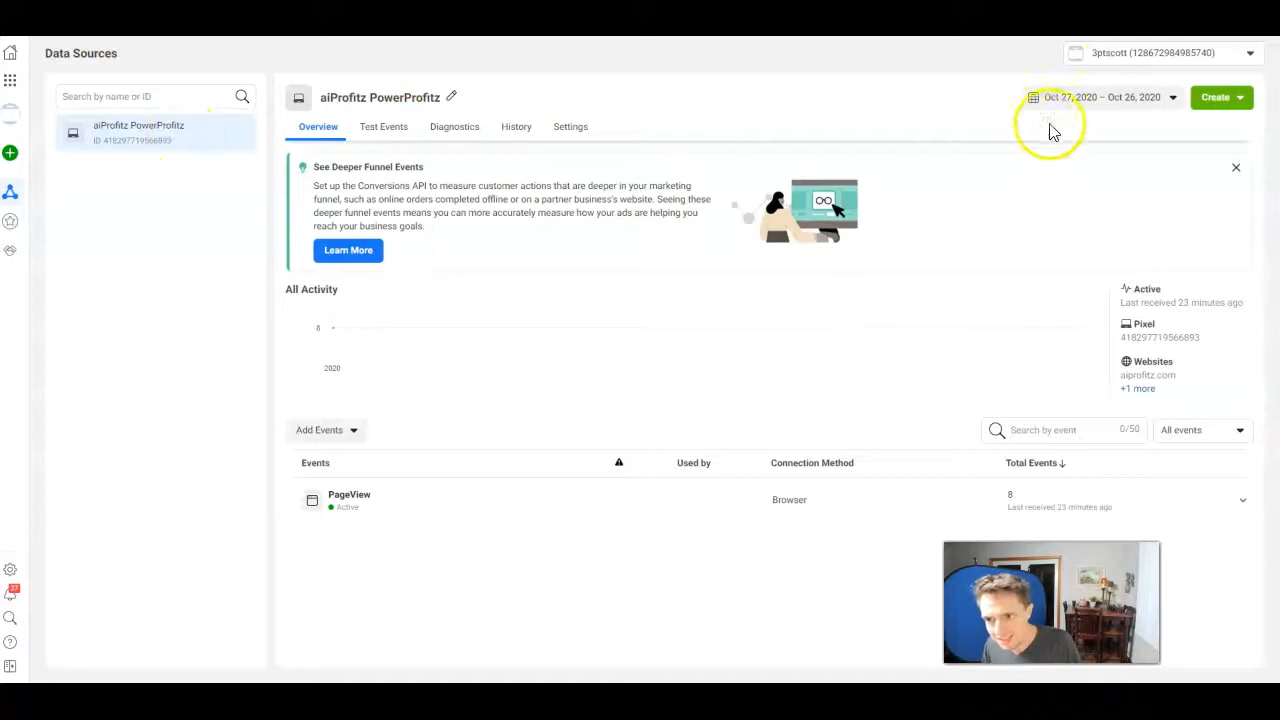 Data Sources
3ptscott (128672984985740)
Search by name or ID
aiProfitz PowerProfitz
ID 418297719566893
aiProfitz PowerProfitz
Oct 27, 2020 – Oct 26, 2020
Create
Overview
Test Events
Diagnostics
History
Settings
See Deeper Funnel Events
Set up the Conversions API to measure customer actions that are deeper in your marketing
funnel, such as online orders completed offline or on a partner business's website. Seeing these
deeper funnel events means you can more accurately measure how your ads are helping you
reach your business goals.
Learn More
All Activity
8
2020
Active
Last received 23 minutes ago
Pixel
418297719566893
Websites
aiprofitz.com
+1 more
Add Events
Search by event
0/50
All events
Events
Used by
Connection Method
Total Events
PageView
Active
Browser
8
Last received 23 minutes ago
27